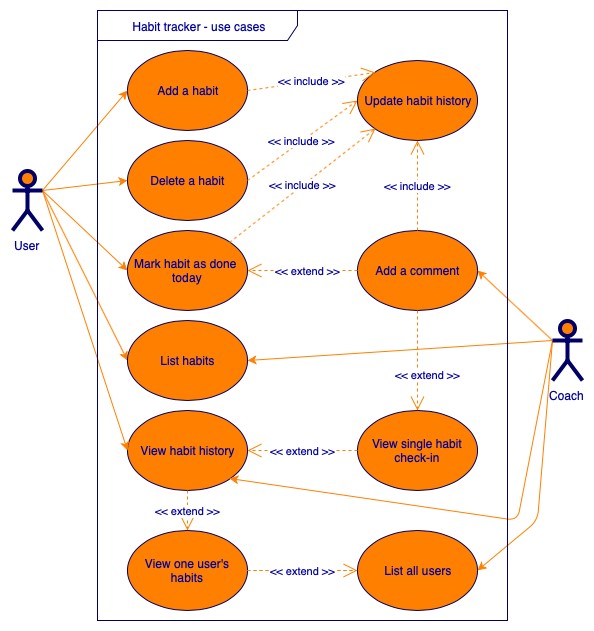 Habit tracker - use cases
Add a habit
<< include >>
Update habit history
<< include >>
Delete a habit
<< include >>
<< include >>
User
Mark habit as done
today
<< extend >>
Add a comment
List habits
<< extend >>
Coach
View habit history
<< extend >>
View single habit
check-in
<< extend >>
View one user's
habits
<< extend >>
List all users